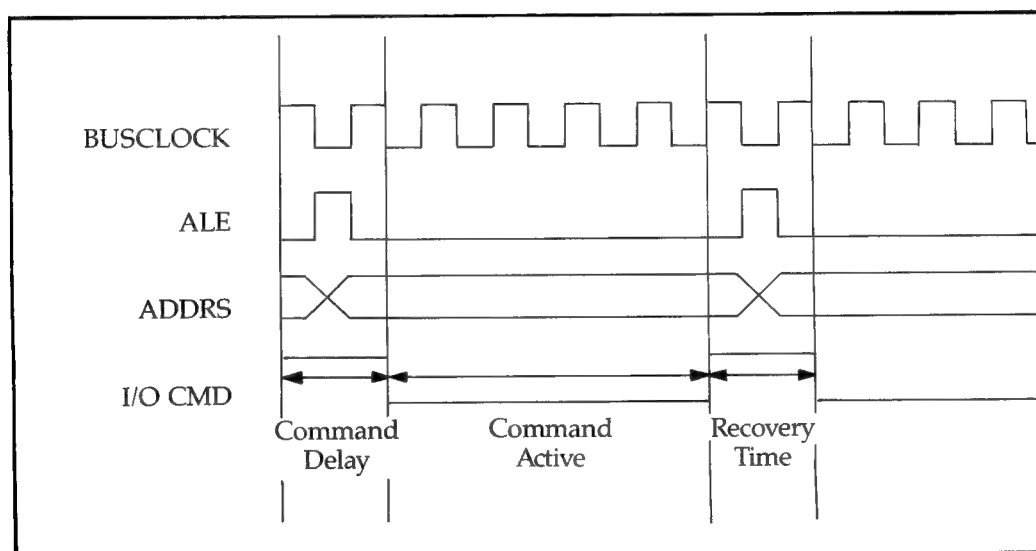 BUSCLOCK
ALE
ADDRS
I/O CMD
Command
Delay
Command
Active
Recovery
Time